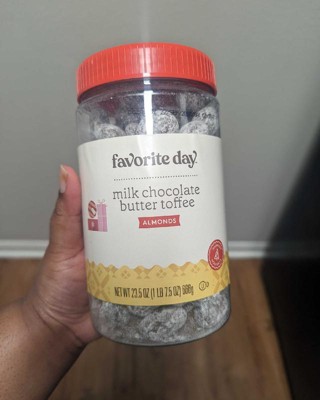 favorite day.
milk chocolate
butter toffee
ALMONDS
NET WT 23.5 OZ (1 LB 7.5 OZ) 666g